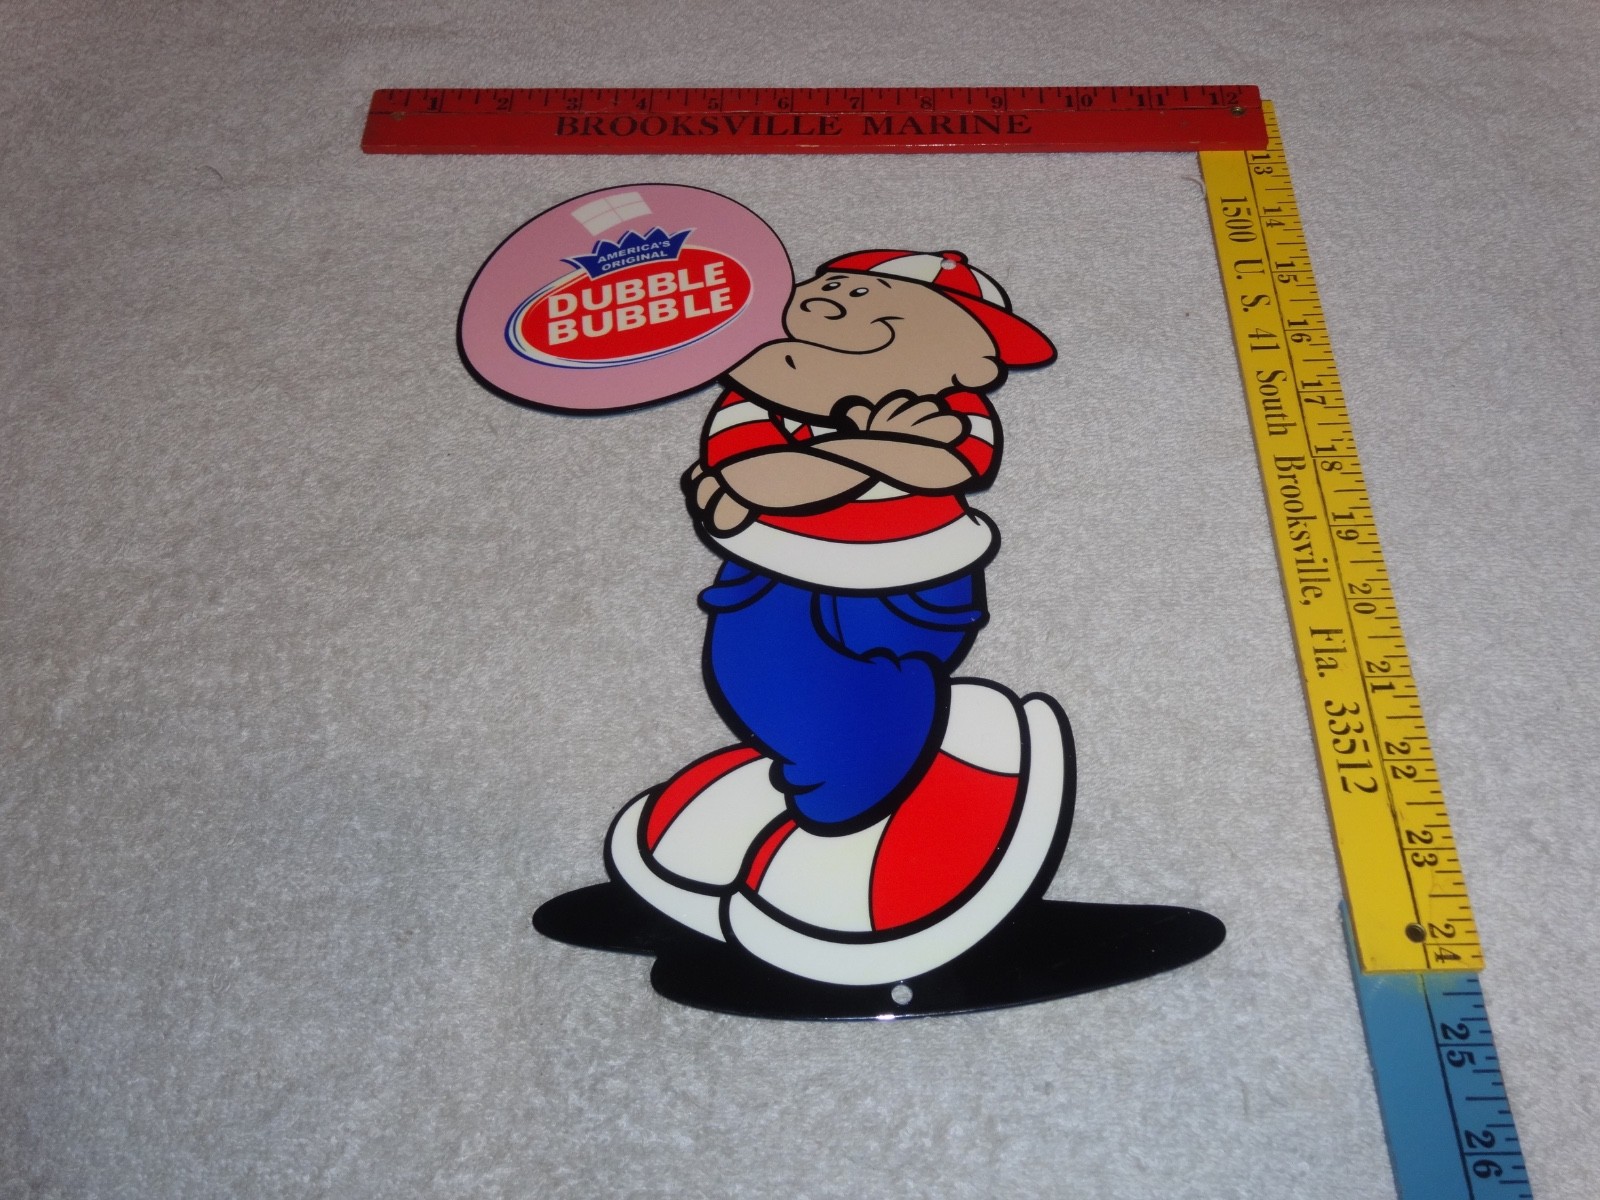 1 2 3 4 5 6 7 8 9 10 11 12
BROOKSVILLE MARINE
AMERICA'S
ORIGINAL
DUBBLE
BUBBLE
13 14 15 16 17 18 19 20 21 22 23 24
1500 U. S. 41 South Brooksville, Fla. 33512
25 26